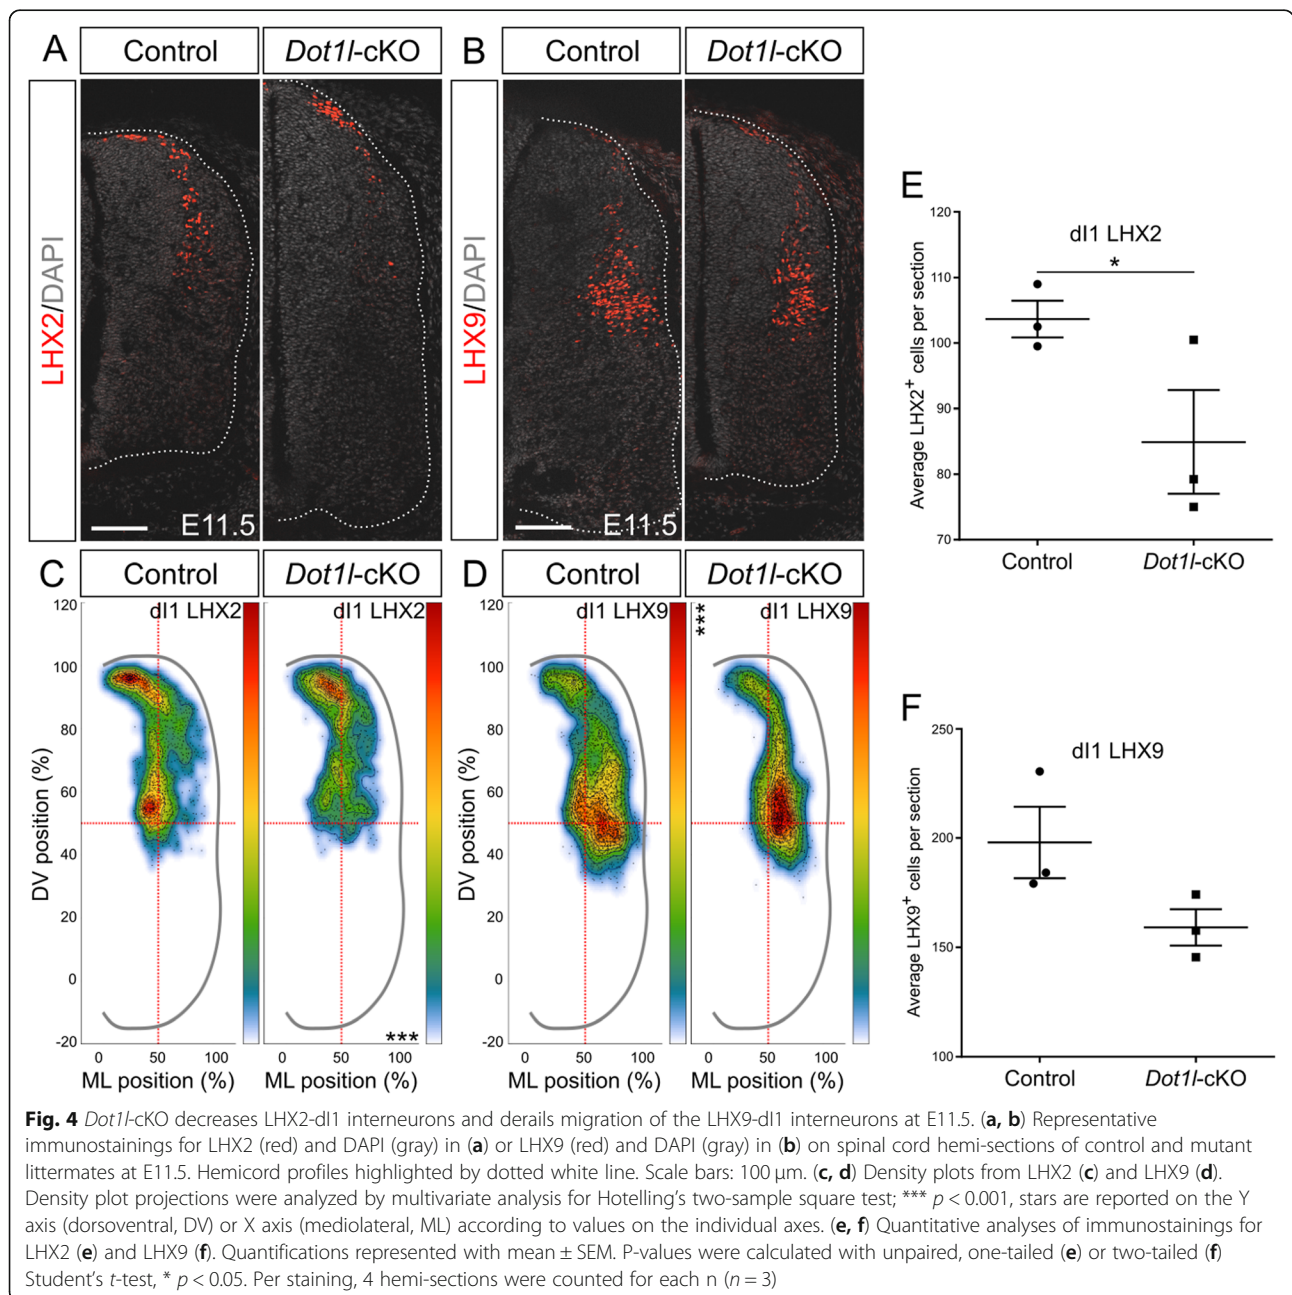 A Control Dot1l-cKO B Control Dot1l-cKO
LHX2/DAPI
E11.5
LHX9/DAPI
E11.5
E
dI1 LHX2
*
Average LHX2+ cells per section
120
110
100
90
80
70
Control Dot1l-cKO
C Control Dot1l-cKO D Control Dot1l-cKO
dI1 LHX2 dI1 LHX2 dI1 LHX9 *** dI1 LHX9
DV position (%)
120
100
80
60
40
20
0
-20
***
0 50 100 0 50 100
ML position (%) ML position (%)
DV position (%)
120
100
80
60
40
20
0
-20
0 50 100 0 50 100
ML position (%) ML position (%)
F
dI1 LHX9
Average LHX9+ cells per section
250
200
150
100
Control Dot1l-cKO
Fig. 4 Dot1l-cKO decreases LHX2-dI1 interneurons and derails migration of the LHX9-dI1 interneurons at E11.5. (a, b) Representative
immunostainings for LHX2 (red) and DAPI (gray) in (a) or LHX9 (red) and DAPI (gray) in (b) on spinal cord hemi-sections of control and mutant
littermates at E11.5. Hemicord profiles highlighted by dotted white line. Scale bars: 100 μm. (c, d) Density plots from LHX2 (c) and LHX9 (d).
Density plot projections were analyzed by multivariate analysis for Hotelling's two-sample square test; *** p < 0.001, stars are reported on the Y
axis (dorsoventral, DV) or X axis (mediolateral, ML) according to values on the individual axes. (e, f) Quantitative analyses of immunostainings for
LHX2 (e) and LHX9 (f). Quantifications represented with mean ± SEM. P-values were calculated with unpaired, one-tailed (e) or two-tailed (f)
Student's t-test, * p < 0.05. Per staining, 4 hemi-sections were counted for each n (n = 3)